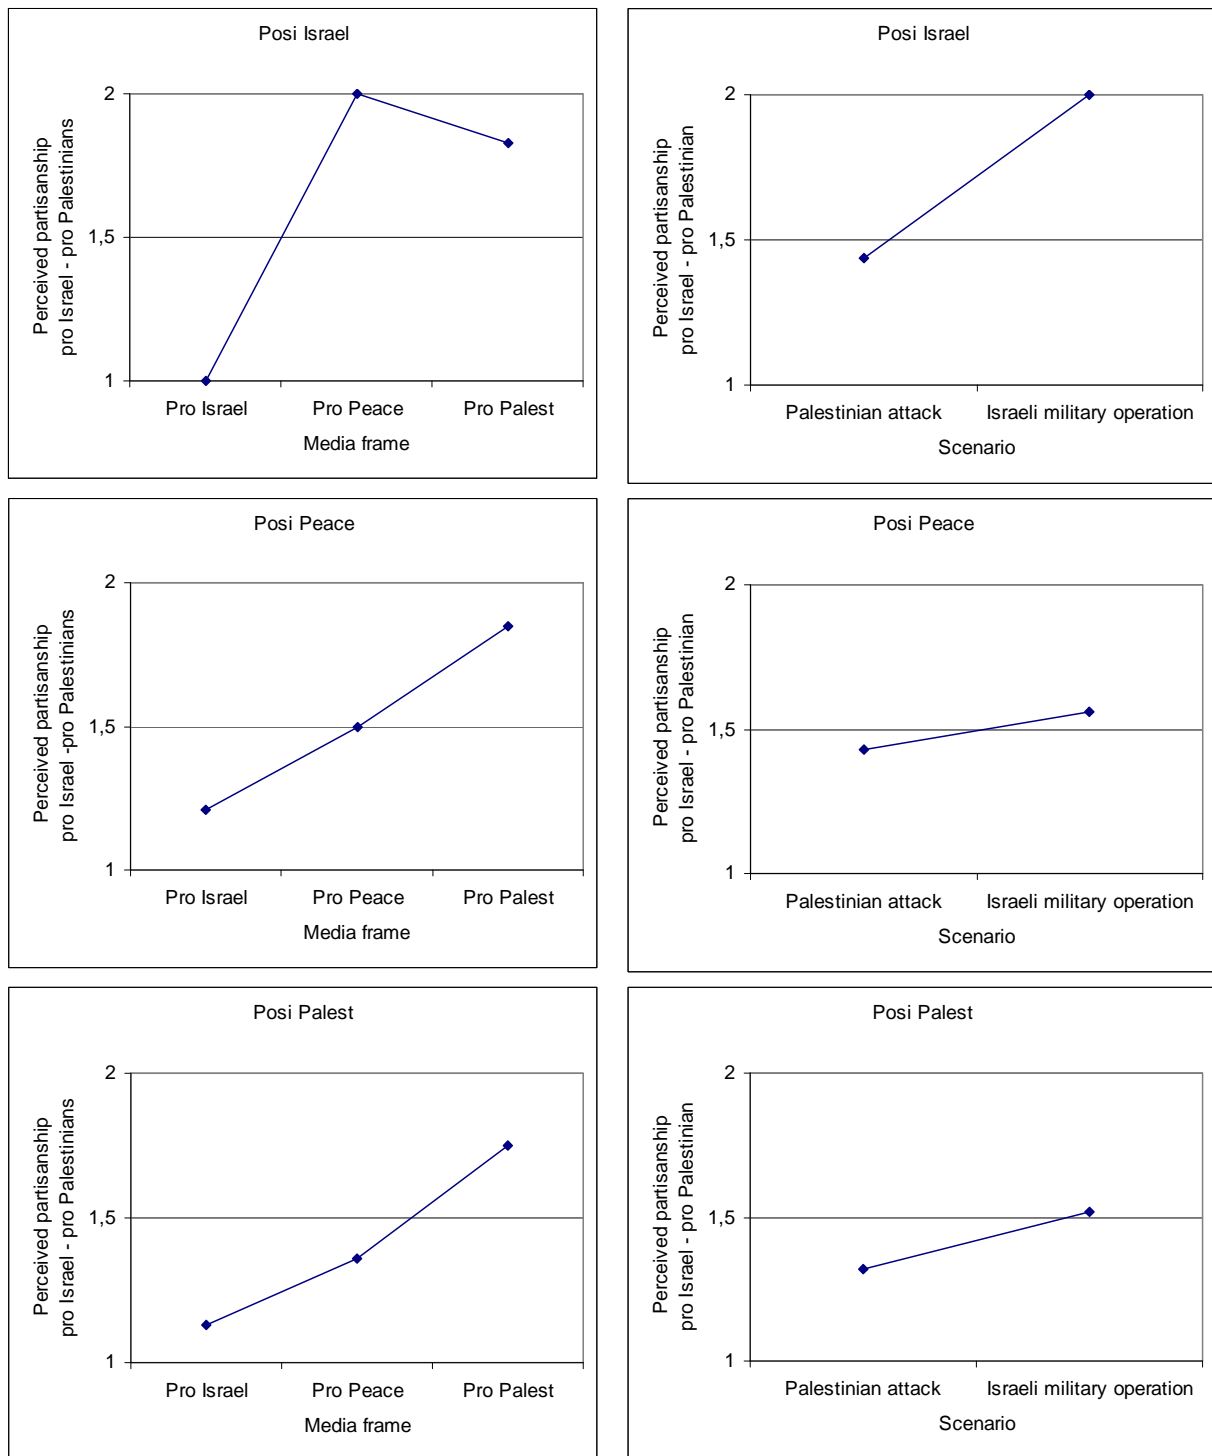 Posi Israel
Perceived partisanship
pro Israel - pro Palestinians
2
1,5
1
Pro Israel Pro Peace Pro Palest
Media frame
Posi Israel
Perceived partisanship
pro Israel - pro Palestinian
2
1,5
1
Palestinian attack Israeli military operation
Scenario
Posi Peace
Perceived partisanship
pro Israel -pro Palestinians
2
1,5
1
Pro Israel Pro Peace Pro Palest
Media frame
Posi Peace
Perceived partisanship
pro Israel - pro Palestinian
2
1,5
1
Palestinian attack Israeli military operation
Scenario
Posi Palest
Perceived partisanship
pro Israel - pro Palestinians
2
1,5
1
Pro Israel Pro Peace Pro Palest
Media frame
Posi Palest
Perceived partisanship
pro Israel - pro Palestinian
2
1,5
1
Palestinian attack Israeli military operation
Scenario